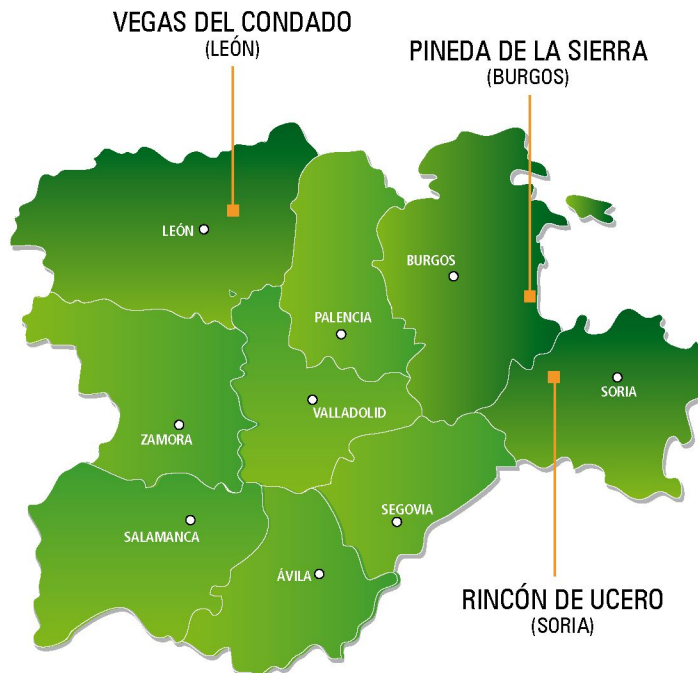 VEGAS DEL CONDADO
(LEÓN)
PINEDA DE LA SIERRA
(BURGOS)
LEÓN
BURGOS
PALENCIA
SORIA
VALLADOLID
ZAMORA
SEGOVIA
SALAMANCA
ÁVILA
RINCÓN DE UCERO
(SORIA)